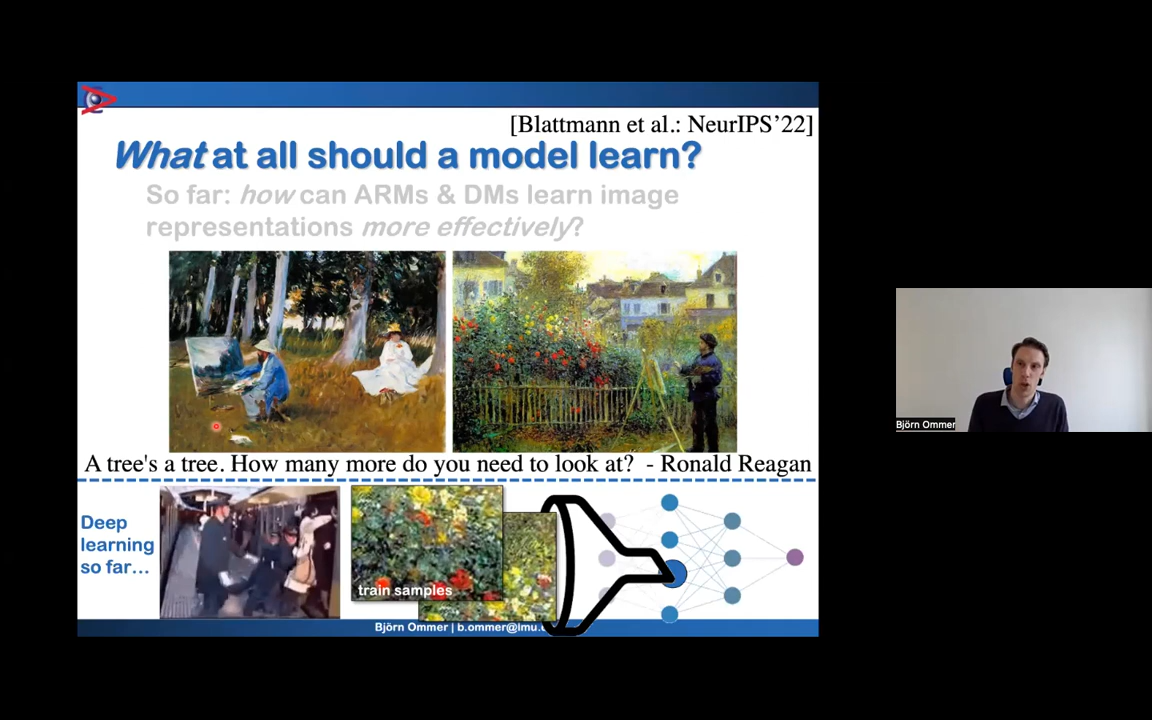 [Blattmann et al.: NeurIPS’22]
What at all should a model learn?
So far: how can ARMs & DMs learn image
representations more effectively?
A tree's a tree. How many more do you need to look at? - Ronald Reagan
Deep
learning
so far…
train samples
Björn Ommer | b.ommer@lmu.
Björn Ommer